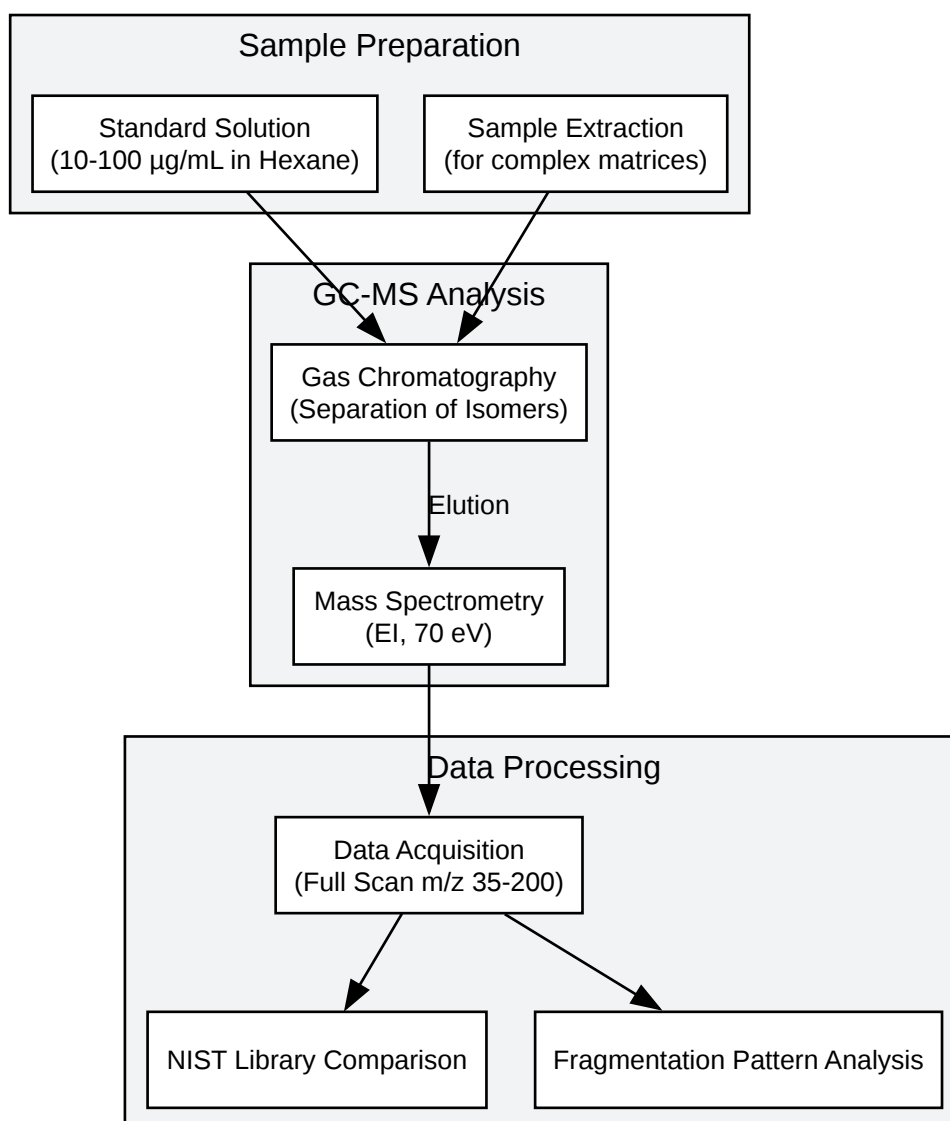 Sample Preparation
Standard Solution
(10-100 µg/mL in Hexane)
Sample Extraction
(for complex matrices)
GC-MS Analysis
Gas Chromatography
(Separation of Isomers)
Elution
Mass Spectrometry
(EI, 70 eV)
Data Processing
Data Acquisition
(Full Scan m/z 35-200)
NIST Library Comparison
Fragmentation Pattern Analysis